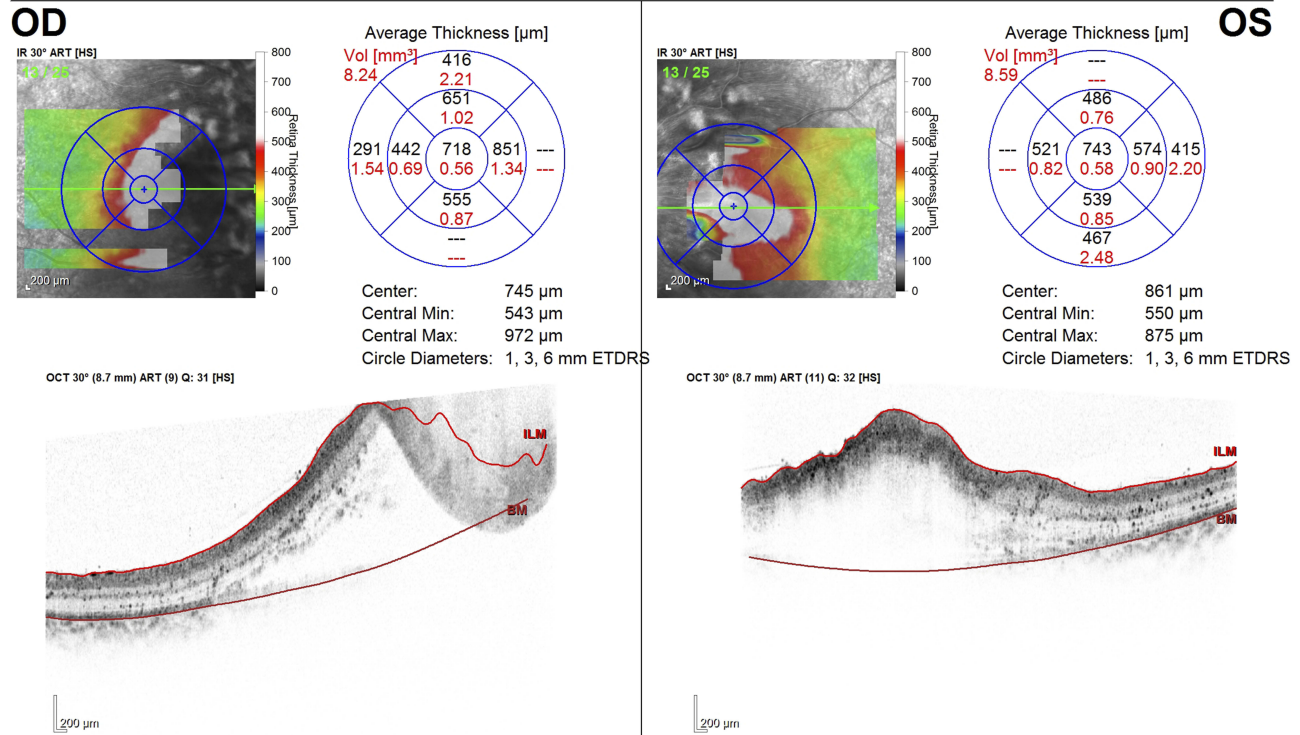 OD
IR 30° ART [HS]
13 / 25
200 µm
800
700
600
500
400
300
200
100
0
Retina Thickness [µm]
Average Thickness [µm]
Vol [mm³]
8.24
416
2.21
651
1.02
291 442 718 851 ---
1.54 0.69 0.56 1.34 ---
555
0.87
---
---
Center: 745 µm
Central Min: 543 µm
Central Max: 972 µm
Circle Diameters: 1, 3, 6 mm ETDRS
OCT 30° (8.7 mm) ART (9) Q: 31 [HS]
ILM
BM
200 µm
OS
IR 30° ART [HS]
13 / 25
200 µm
800
700
600
500
400
300
200
100
0
Retina Thickness [µm]
Average Thickness [µm]
Vol [mm³]
8.59
---
---
486
0.76
--- 521 743 574 415
--- 0.82 0.58 0.90 2.20
539
0.85
467
2.48
Center: 861 µm
Central Min: 550 µm
Central Max: 875 µm
Circle Diameters: 1, 3, 6 mm ETDRS
OCT 30° (8.7 mm) ART (11) Q: 32 [HS]
ILM
BM
200 µm